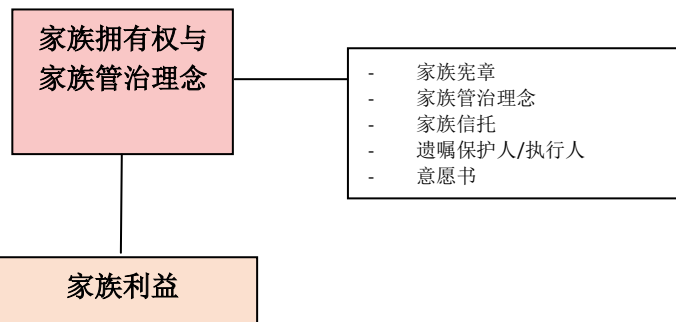 家族拥有权与
家族管治理念
- 家族宪章
- 家族管治理念
- 家族信托
- 遗嘱保护人/执行人
- 意愿书
家族利益